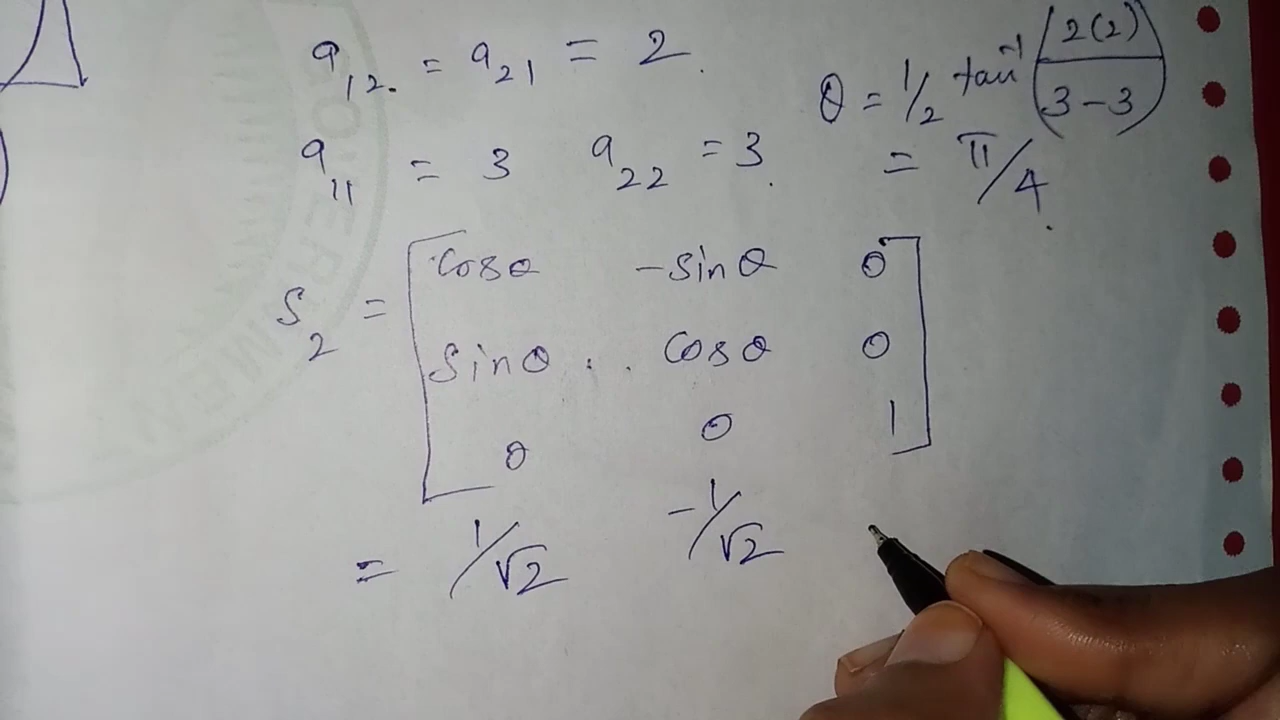 a₁₂ = a₂₁ = 2.
θ = 1/2 tan⁻¹ (2(2)/3-3)
a₁₁ = 3 a₂₂ = 3.
= π/4.
S₂ = [cosθ -sinθ 0
sinθ cosθ 0
0 0 1]
= 1/√2 -1/√2